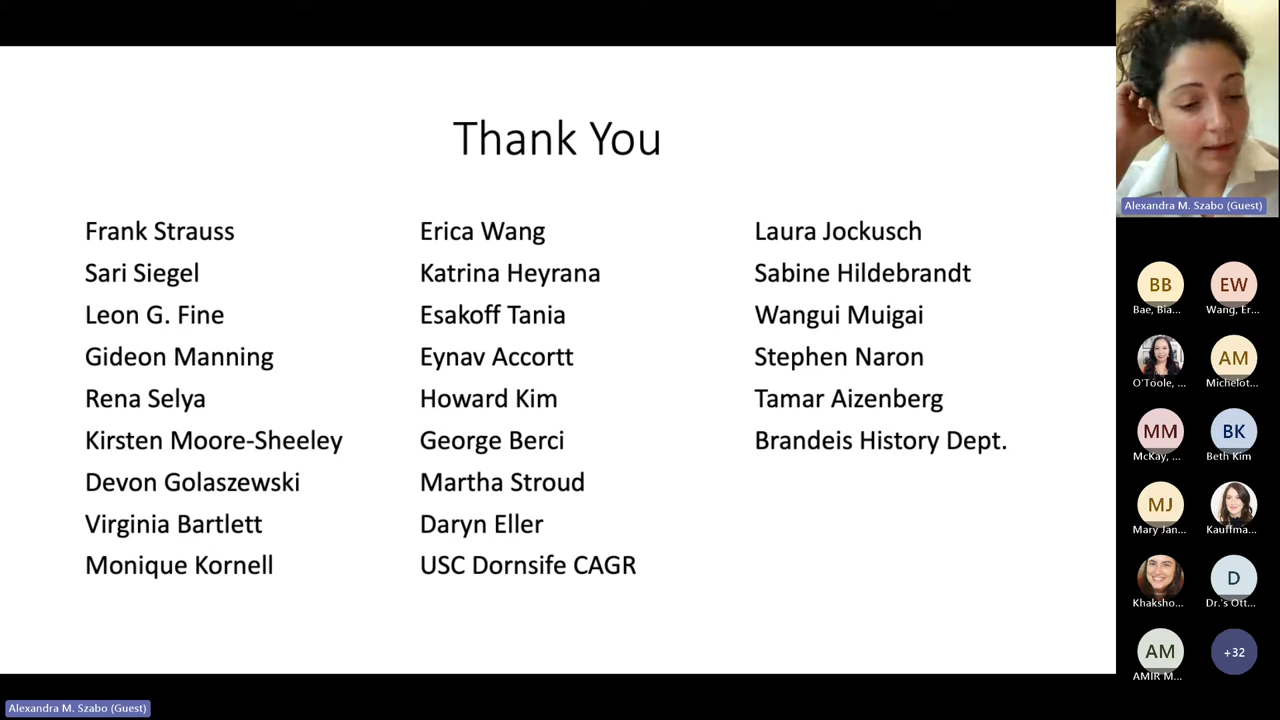 Thank You
Frank Strauss
Sari Siegel
Leon G. Fine
Gideon Manning
Rena Selya
Kirsten Moore-Sheeley
Devon Golaszewski
Virginia Bartlett
Monique Kornell
Erica Wang
Katrina Heyrana
Esakoff Tania
Eynav Accortt
Howard Kim
George Berci
Martha Stroud
Daryn Eller
USC Dornsife CAGR
Laura Jockusch
Sabine Hildebrandt
Wangui Muigai
Stephen Naron
Tamar Aizenberg
Brandeis History Dept.
Alexandra M. Szabo (Guest)
BB
Bae, Bia...
EW
Wang, Er...
O'Toole, ...
AM
Michelot...
MM
McKay, ...
BK
Beth Kim
MJ
Mary Jan...
Kauffma...
Khaksho...
D
Dr.'s Ott...
AM
AMIR M...
+32
Alexandra M. Szabo (Guest)